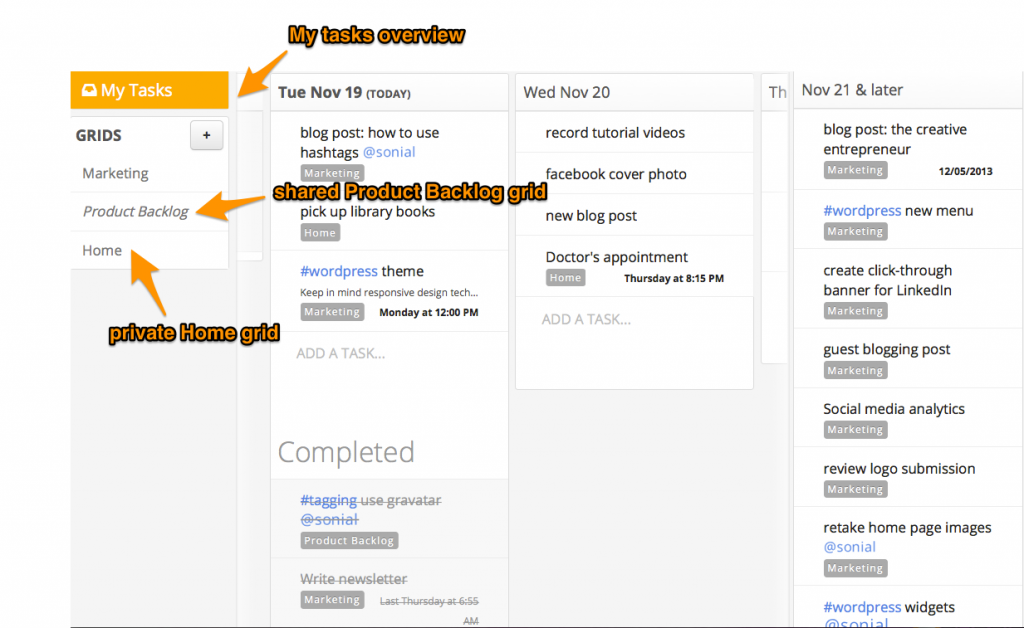 My tasks overview
My Tasks
GRIDS
+
Marketing
Product Backlog
Home
shared Product Backlog grid
private Home grid
Tue Nov 19 (TODAY)
blog post: how to use
hashtags @sonial
Marketing
pick up library books
Home
#wordpress theme
Keep in mind responsive design tech...
Marketing Monday at 12:00 PM
ADD A TASK...
Completed
#tagging use gravatar
@sonial
Product Backlog
Write newsletter
Marketing Last Thursday at 6:55
AM
Wed Nov 20
record tutorial videos
facebook cover photo
new blog post
Doctor's appointment
Home Thursday at 8:15 PM
ADD A TASK...
Th
Nov 21 & later
blog post: the creative
entrepreneur
Marketing 12/05/2013
#wordpress new menu
Marketing
create click-through
banner for LinkedIn
Marketing
guest blogging post
Marketing
Social media analytics
Marketing
review logo submission
Marketing
retake home page images
@sonial
Marketing
#wordpress widgets
@sonial